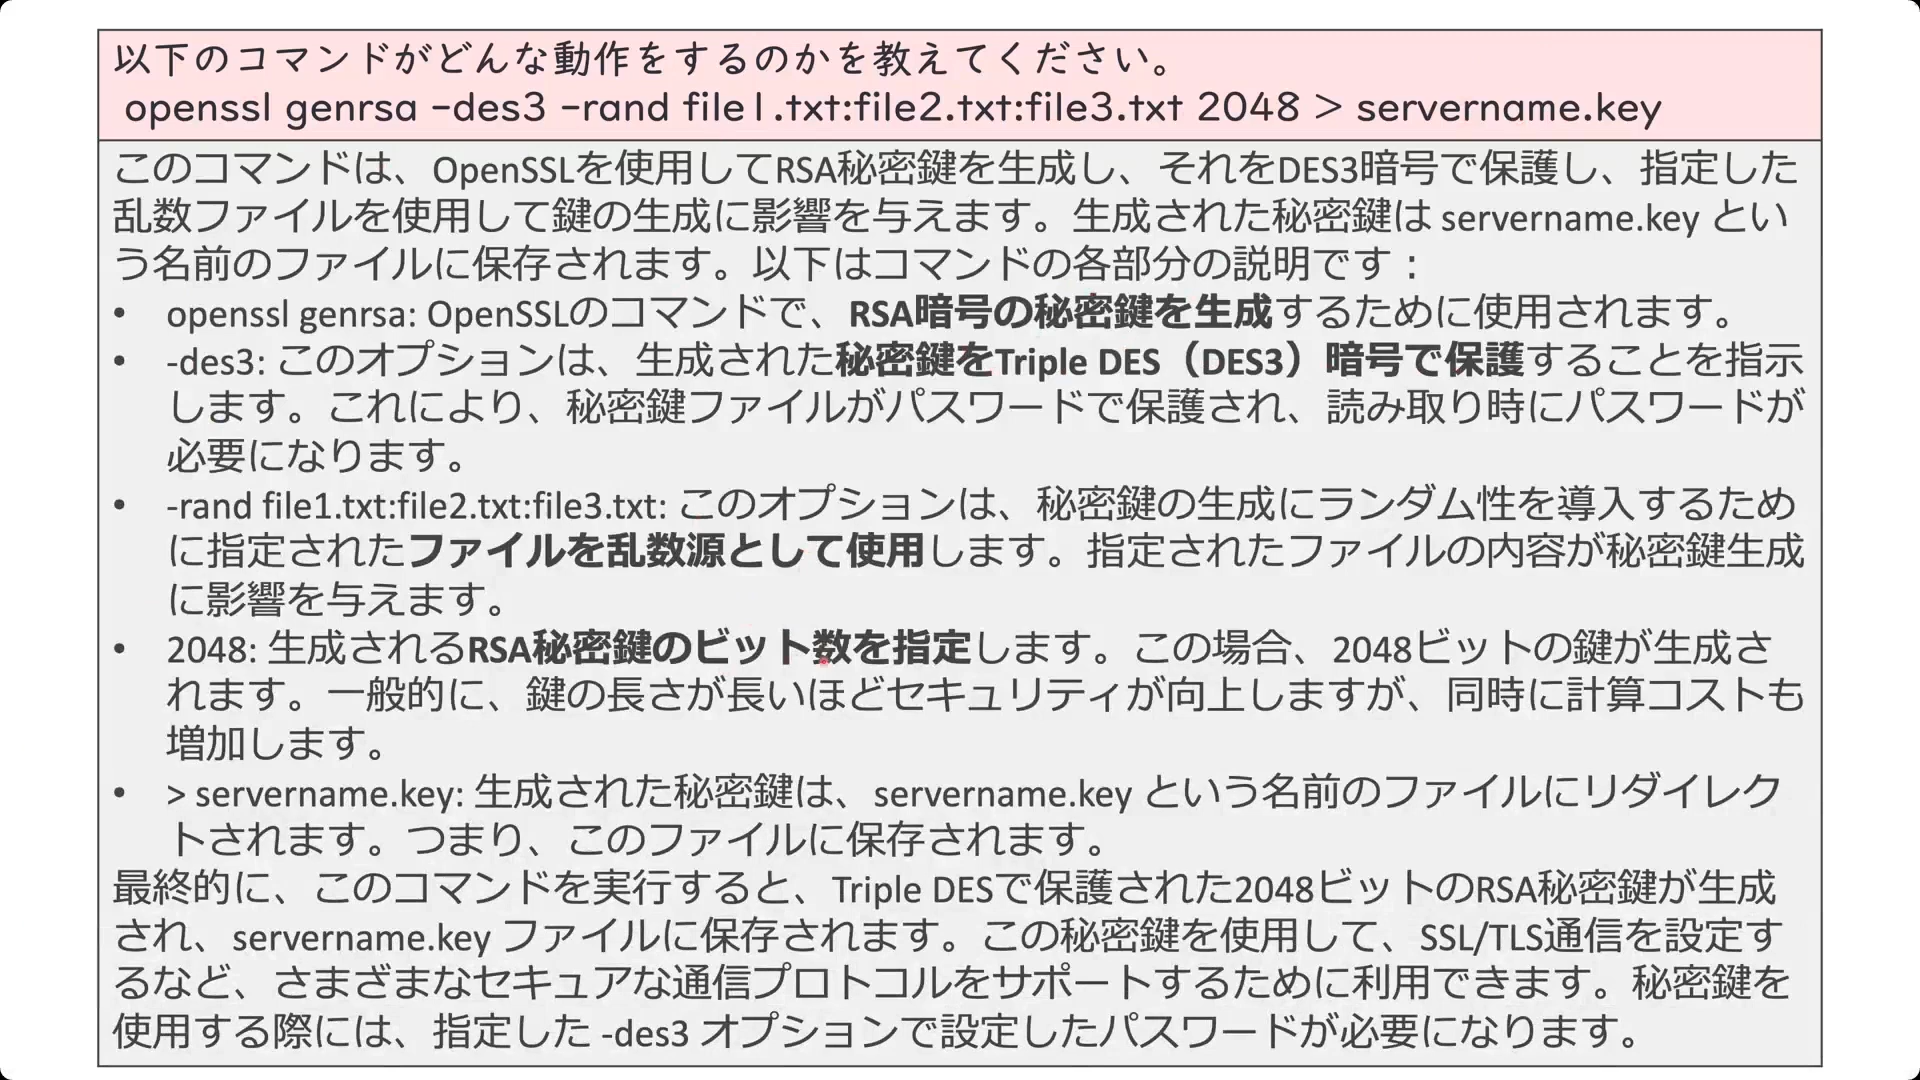 以下のコマンドがどんな動作をするのかを教えてください。
openssl genrsa -des3 -rand file1.txt:file2.txt:file3.txt 2048 > servername.key
このコマンドは、OpenSSLを使用してRSA秘密鍵を生成し、それをDES3暗号で保護し、指定した
乱数ファイルを使用して鍵の生成に影響を与えます。生成された秘密鍵は servername.key とい
う名前のファイルに保存されます。以下はコマンドの各部分の説明です：
• openssl genrsa: OpenSSLのコマンドで、RSA暗号の秘密鍵を生成するために使用されます。
• -des3: このオプションは、生成された秘密鍵をTriple DES（DES3）暗号で保護することを指示
します。これにより、秘密鍵ファイルがパスワードで保護され、読み取り時にパスワードが
必要になります。
• -rand file1.txt:file2.txt:file3.txt: このオプションは、秘密鍵の生成にランダム性を導入するため
に指定されたファイルを乱数源として使用します。指定されたファイルの内容が秘密鍵生成
に影響を与えます。
• 2048: 生成されるRSA秘密鍵のビット数を指定します。この場合、2048ビットの鍵が生成さ
れます。一般的に、鍵の長さが長いほどセキュリティが向上しますが、同時に計算コストも
増加します。
• > servername.key: 生成された秘密鍵は、servername.key という名前のファイルにリダイレク
トされます。つまり、このファイルに保存されます。
最終的に、このコマンドを実行すると、Triple DESで保護された2048ビットのRSA秘密鍵が生成
され、servername.key ファイルに保存されます。この秘密鍵を使用して、SSL/TLS通信を設定す
るなど、さまざまなセキュアな通信プロトコルをサポートするために利用できます。秘密鍵を
使用する際には、指定した -des3 オプションで設定したパスワードが必要になります。